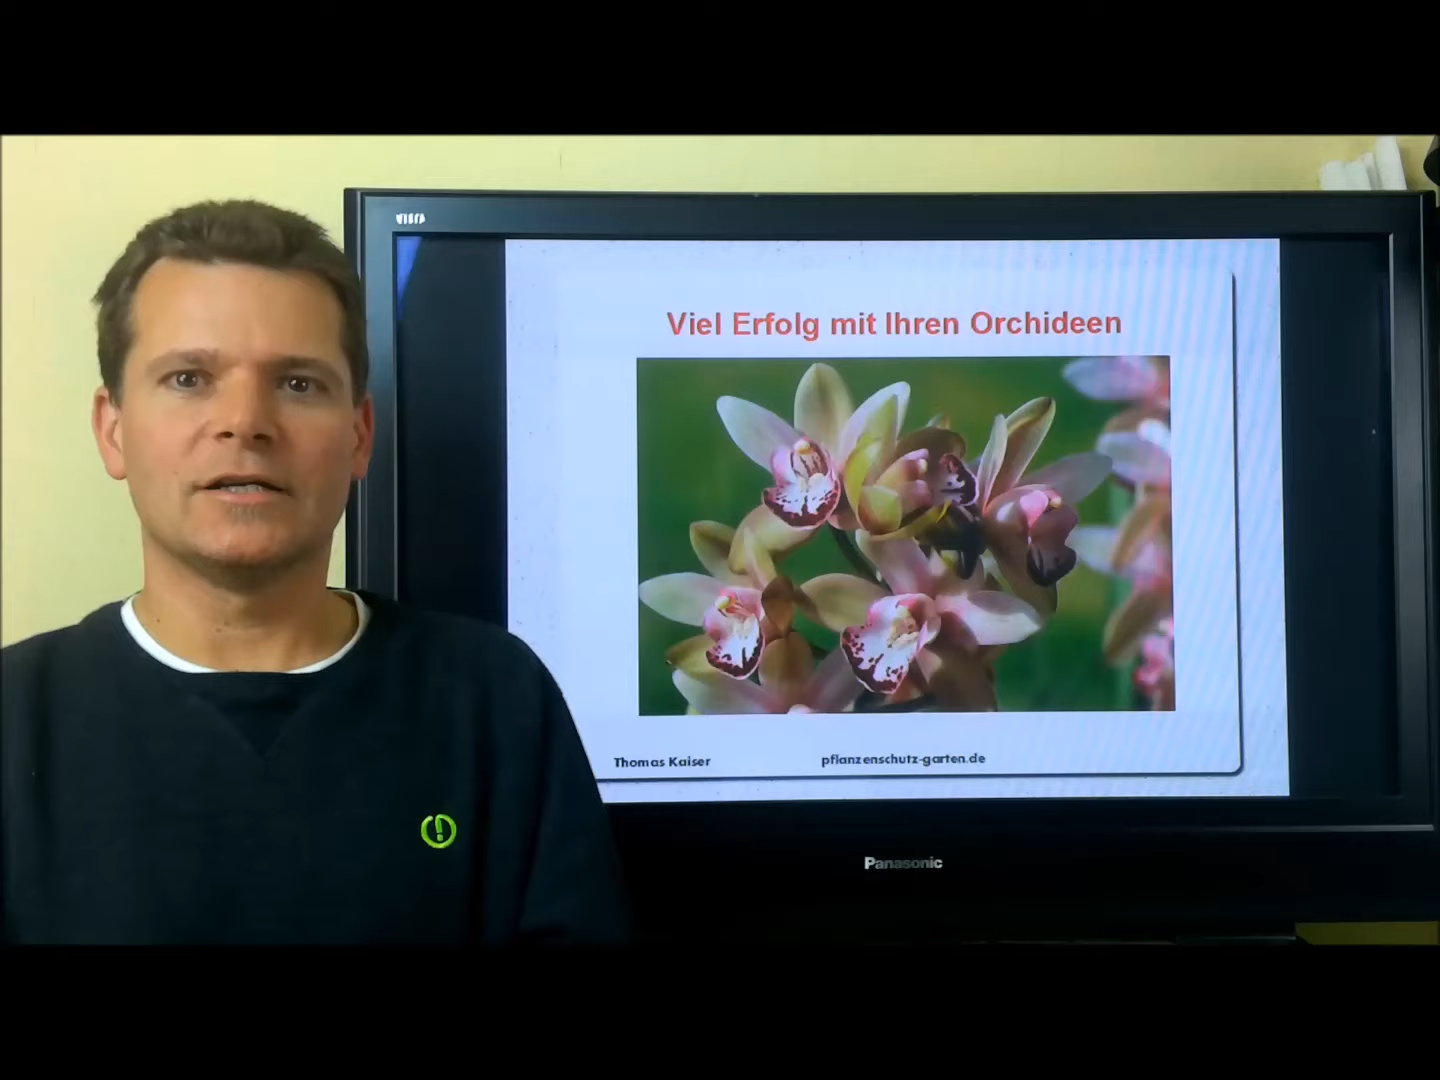 VIERA
Viel Erfolg mit Ihren Orchideen
Thomas Kaiser
pflanzenschutz-garten.de
Panasonic